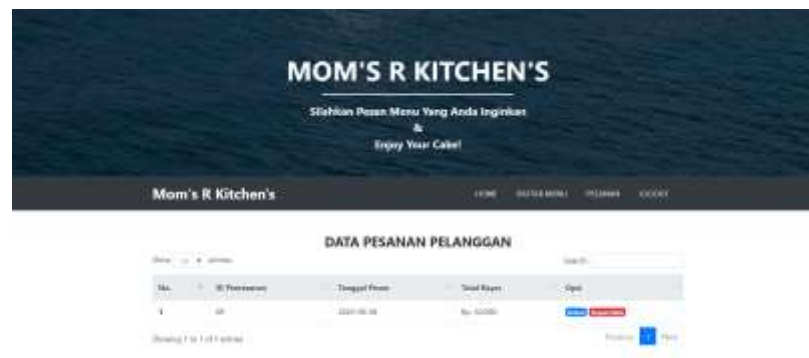 MOM'S R KITCHEN'S
Silahkan Pesan Menu Yang Anda Inginkan
&
Enjoy Your Cake!
Mom's R Kitchen's
HOME DAFTAR MENU PESANAN LOGOUT
DATA PESANAN PELANGGAN
Show entries Search:
No. ID Pemesanan Tanggal Pesan Total Bayar Opsi
1
Showing 1 to 1 of 1 entries Previous 1 Next